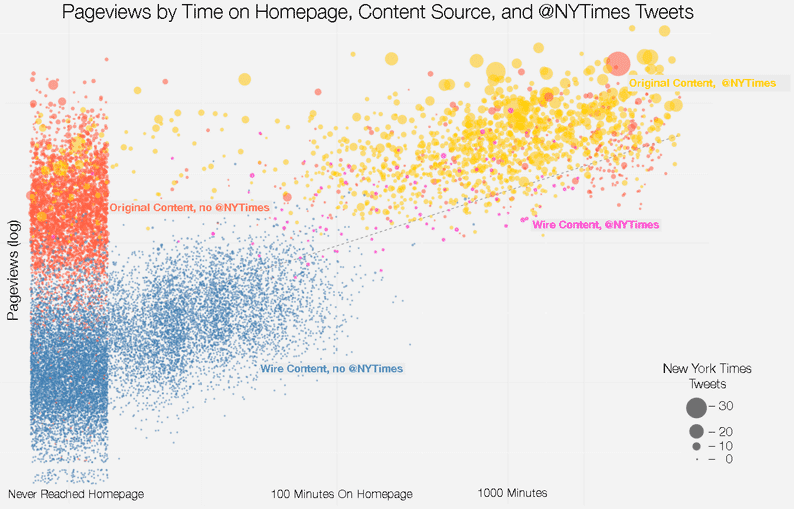 Pageviews by Time on Homepage, Content Source, and @NYTimes Tweets
Original Content, @NYTimes
Original Content, no @NYTimes
Wire Content, @NYTimes
Pageviews (log)
Wire Content, no @NYTimes
New York Times
Tweets
30
20
10
0
Never Reached Homepage
100 Minutes On Homepage
1000 Minutes